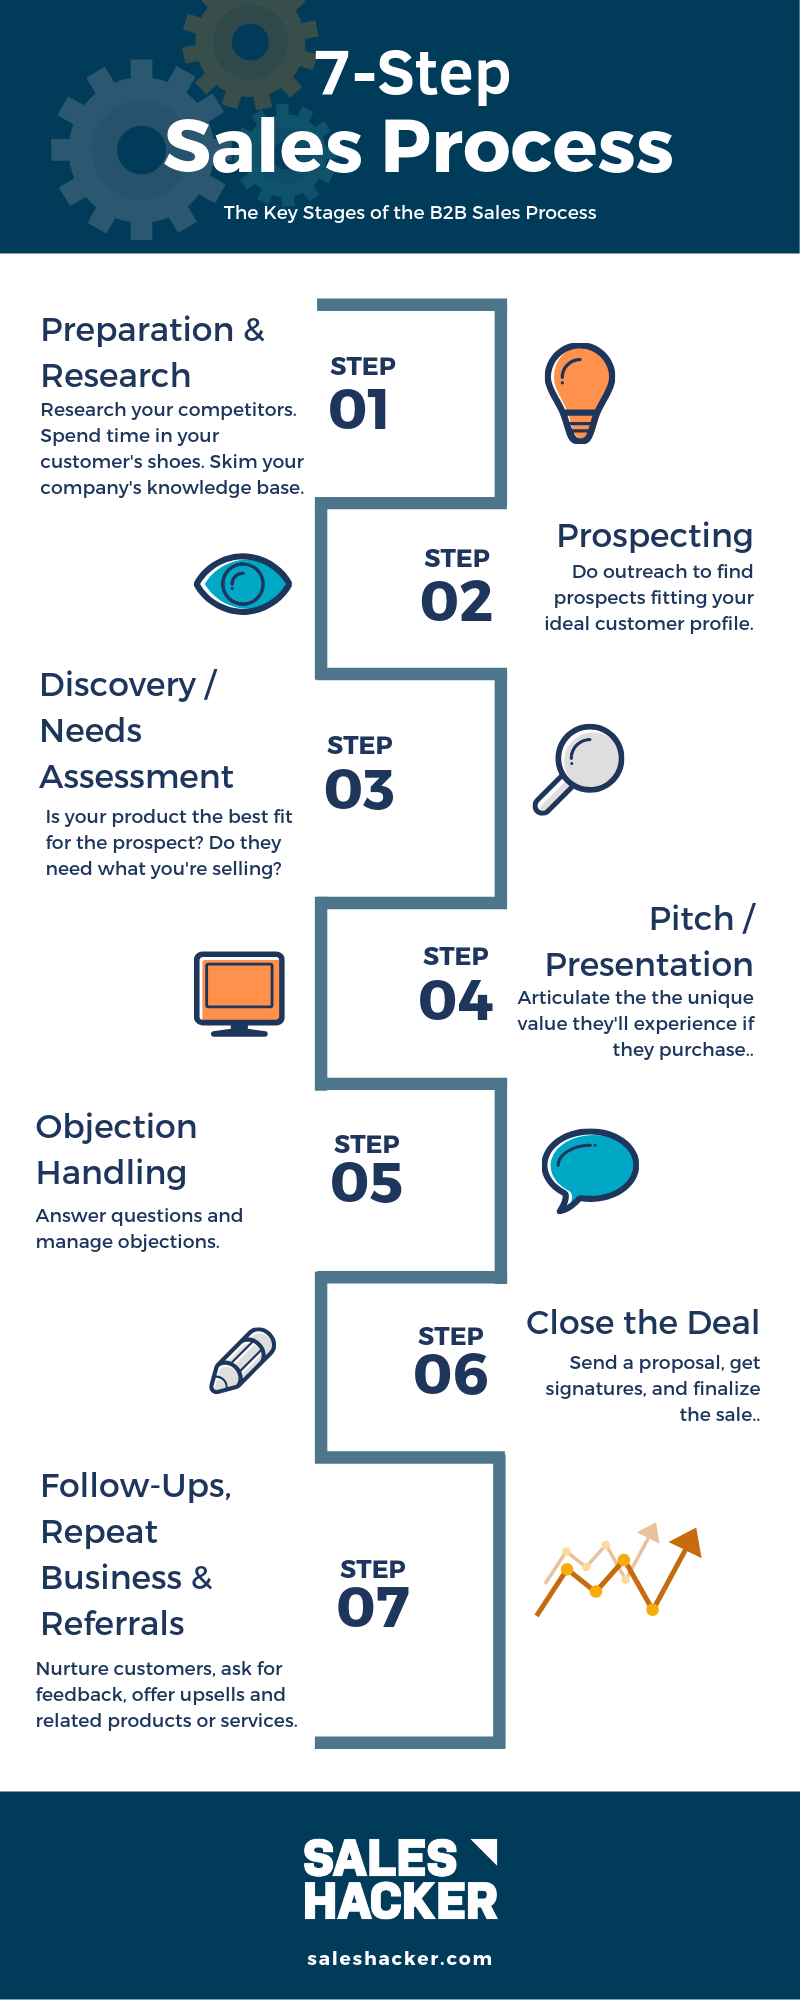 7-Step
Sales Process
The Key Stages of the B2B Sales Process
Preparation &
Research
Research your competitors.
Spend time in your
customer's shoes. Skim your
company's knowledge base.
STEP
01
STEP
02
Prospecting
Do outreach to find
prospects fitting your
ideal customer profile.
Discovery /
Needs
Assessment
Is your product the best fit
for the prospect? Do they
need what you're selling?
STEP
03
STEP
04
Pitch /
Presentation
Articulate the the unique
value they'll experience if
they purchase..
Objection
Handling
Answer questions and
manage objections.
STEP
05
STEP
06
Close the Deal
Send a proposal, get
signatures, and finalize
the sale..
Follow-Ups,
Repeat
Business &
Referrals
Nurture customers, ask for
feedback, offer upsells and
related products or services.
STEP
07
SALES
HACKER
saleshacker.com